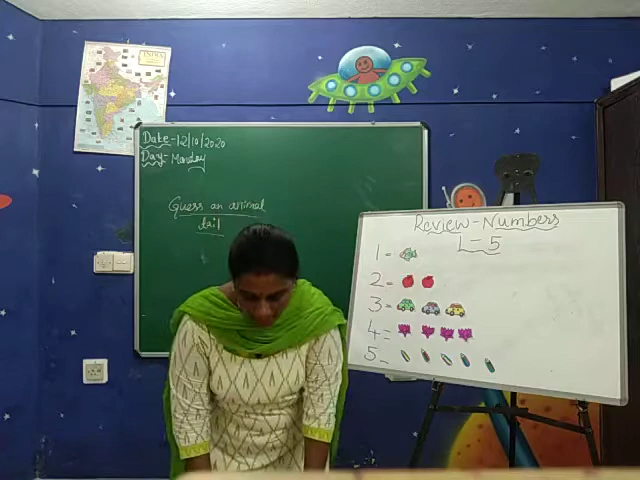 INDIA
Date-12/10/2020
Day-Monday
Guess an animal
tail
Review-Numbers
1-5
1 =
2 =
3 =
4 =
5 =